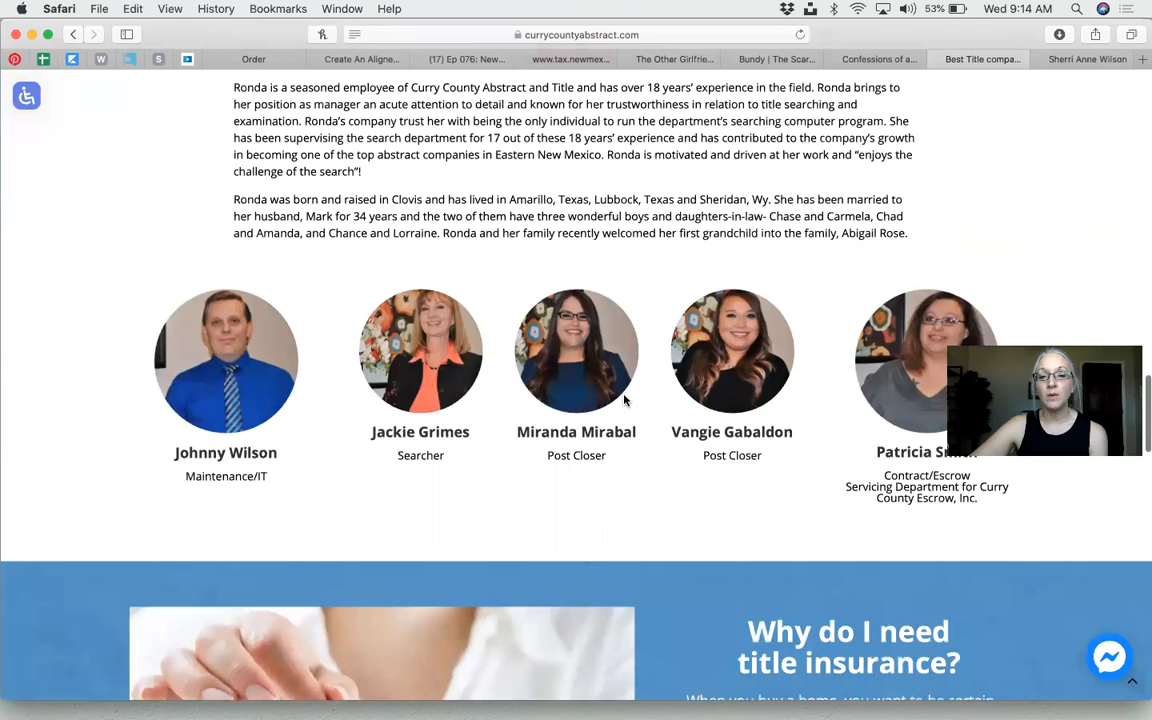 Safari File Edit View History Bookmarks Window Help 53% Wed 9:14 AM
currycountyabstract.com
Order Create An Aligne... (17) Ep 076: New... www.tax.newmex... The Other Girlfrie... Bundy | The Scar... Confessions of a... Best Title compa... Sherri Anne Wilson
Ronda is a seasoned employee of Curry County Abstract and Title and has over 18 years’ experience in the field. Ronda brings to
her position as manager an acute attention to detail and known for her trustworthiness in relation to title searching and
examination. Ronda’s company trust her with being the only individual to run the department’s searching computer program. She
has been supervising the search department for 17 out of these 18 years’ experience and has contributed to the company’s growth
in becoming one of the top abstract companies in Eastern New Mexico. Ronda is motivated and driven at her work and “enjoys the
challenge of the search”!
Ronda was born and raised in Clovis and has lived in Amarillo, Texas, Lubbock, Texas and Sheridan, Wy. She has been married to
her husband, Mark for 34 years and the two of them have three wonderful boys and daughters-in-law- Chase and Carmela, Chad
and Amanda, and Chance and Lorraine. Ronda and her family recently welcomed her first grandchild into the family, Abigail Rose.
Johnny Wilson
Maintenance/IT
Jackie Grimes
Searcher
Miranda Mirabal
Post Closer
Vangie Gabaldon
Post Closer
Patricia
Contract/Escrow
Servicing Department for Curry
County Escrow, Inc.
Why do I need
title insurance?
When you buy a home, you want to be certain